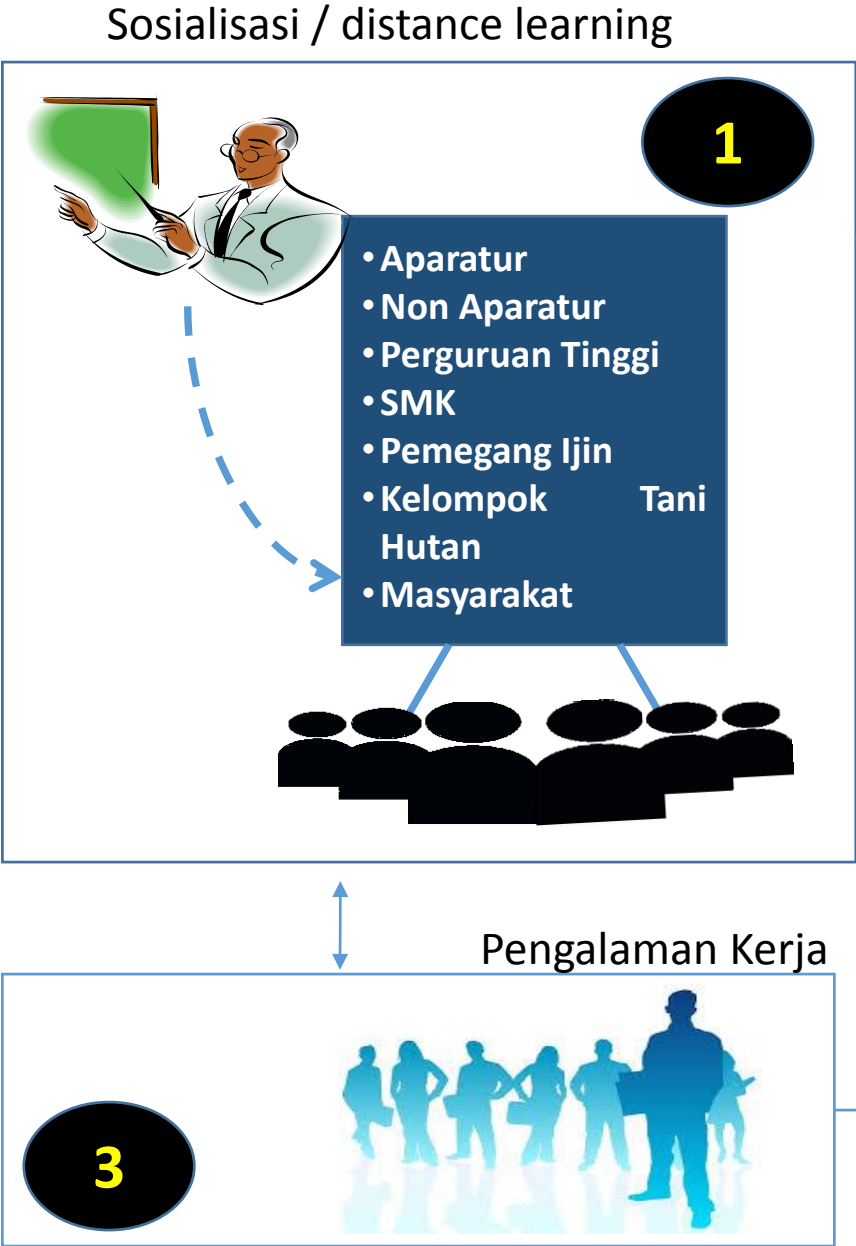 Sosialisasi / distance learning
1
• Aparatur
• Non Aparatur
• Perguruan Tinggi
• SMK
• Pemegang Ijin
• Kelompok Tani
Hutan
• Masyarakat
Pengalaman Kerja
3